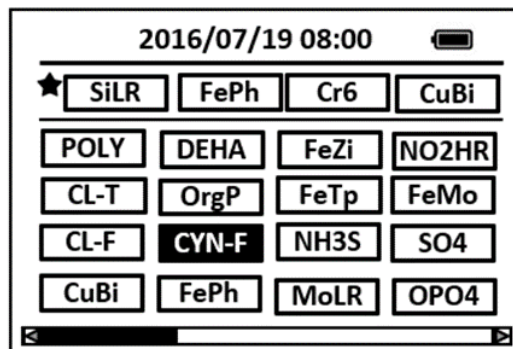 2016/07/19 08:00
SiLR FePh Cr6 CuBi
POLY DEHA FeZi NO2HR
CL-T OrgP FeTp FeMo
CL-F CYN-F NH3S SO4
CuBi FePh MoLR OPO4